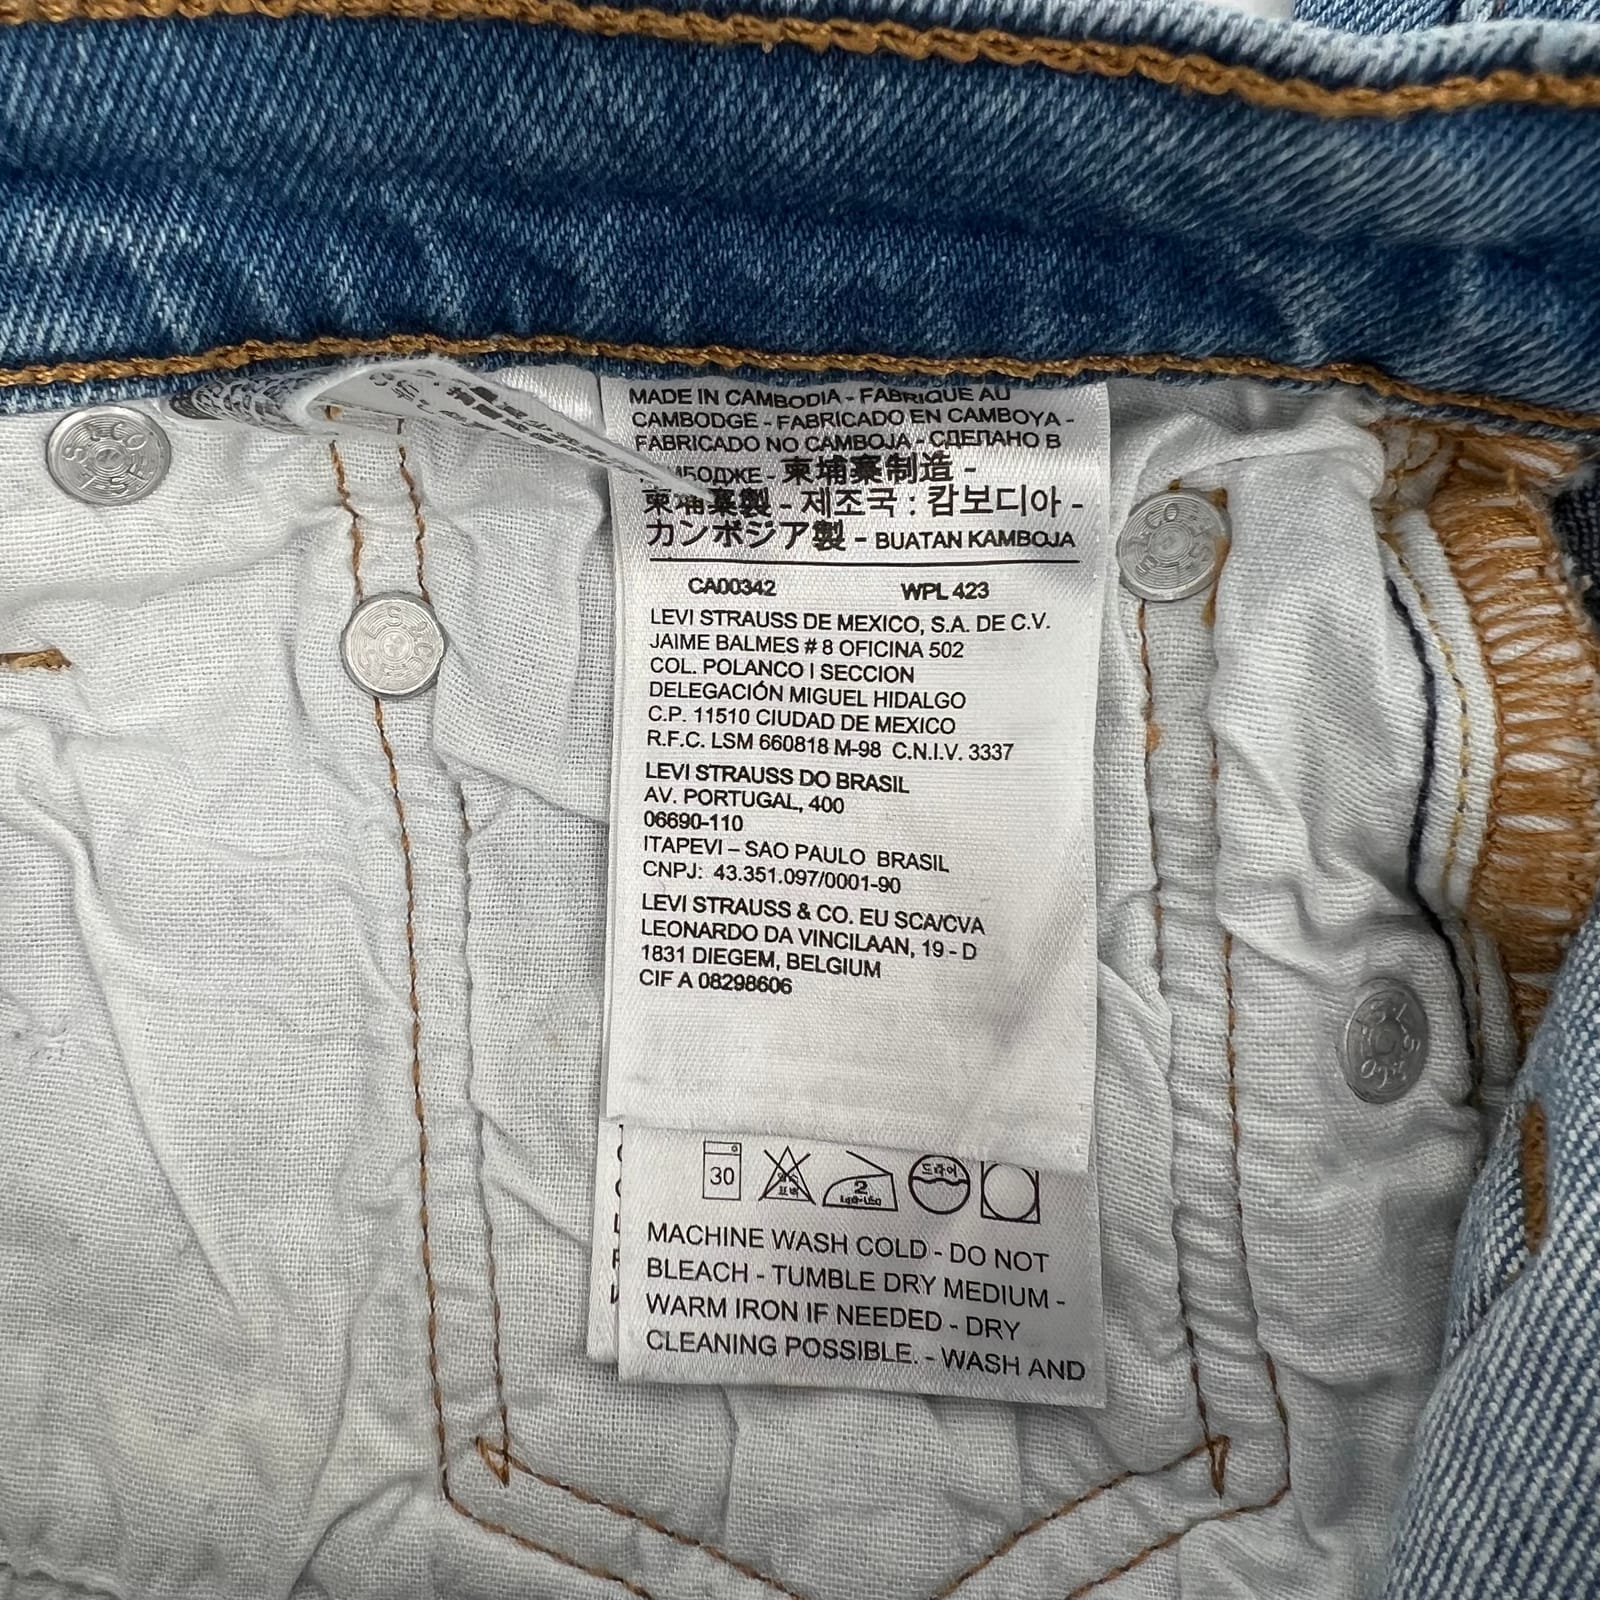 MADE IN CAMBODIA - FABRIQUE AU
CAMBODGE - FABRICADO EN CAMBOYA -
FABRICADO NO CAMBOJA - СДЕЛАНО В
柬埔寨制造 -
柬埔寨製 - 제조국 : 캄보디아 -
カンボジア製 - BUATAN KAMBOJA
CA00342 WPL 423
LEVI STRAUSS DE MEXICO, S.A. DE C.V.
JAIME BALMES # 8 OFICINA 502
COL. POLANCO I SECCION
DELEGACIÓN MIGUEL HIDALGO
C.P. 11510 CIUDAD DE MEXICO
R.F.C. LSM 660818 M-98 C.N.I.V. 3337
LEVI STRAUSS DO BRASIL
AV. PORTUGAL, 400
06690-110
ITAPEVI – SAO PAULO BRASIL
CNPJ: 43.351.097/0001-90
LEVI STRAUSS & CO. EU SCA/CVA
LEONARDO DA VINCILAAN, 19 - D
1831 DIEGEM, BELGIUM
CIF A 08298606
30 2 드라이
MACHINE WASH COLD - DO NOT
BLEACH - TUMBLE DRY MEDIUM -
WARM IRON IF NEEDED - DRY
CLEANING POSSIBLE. - WASH AND